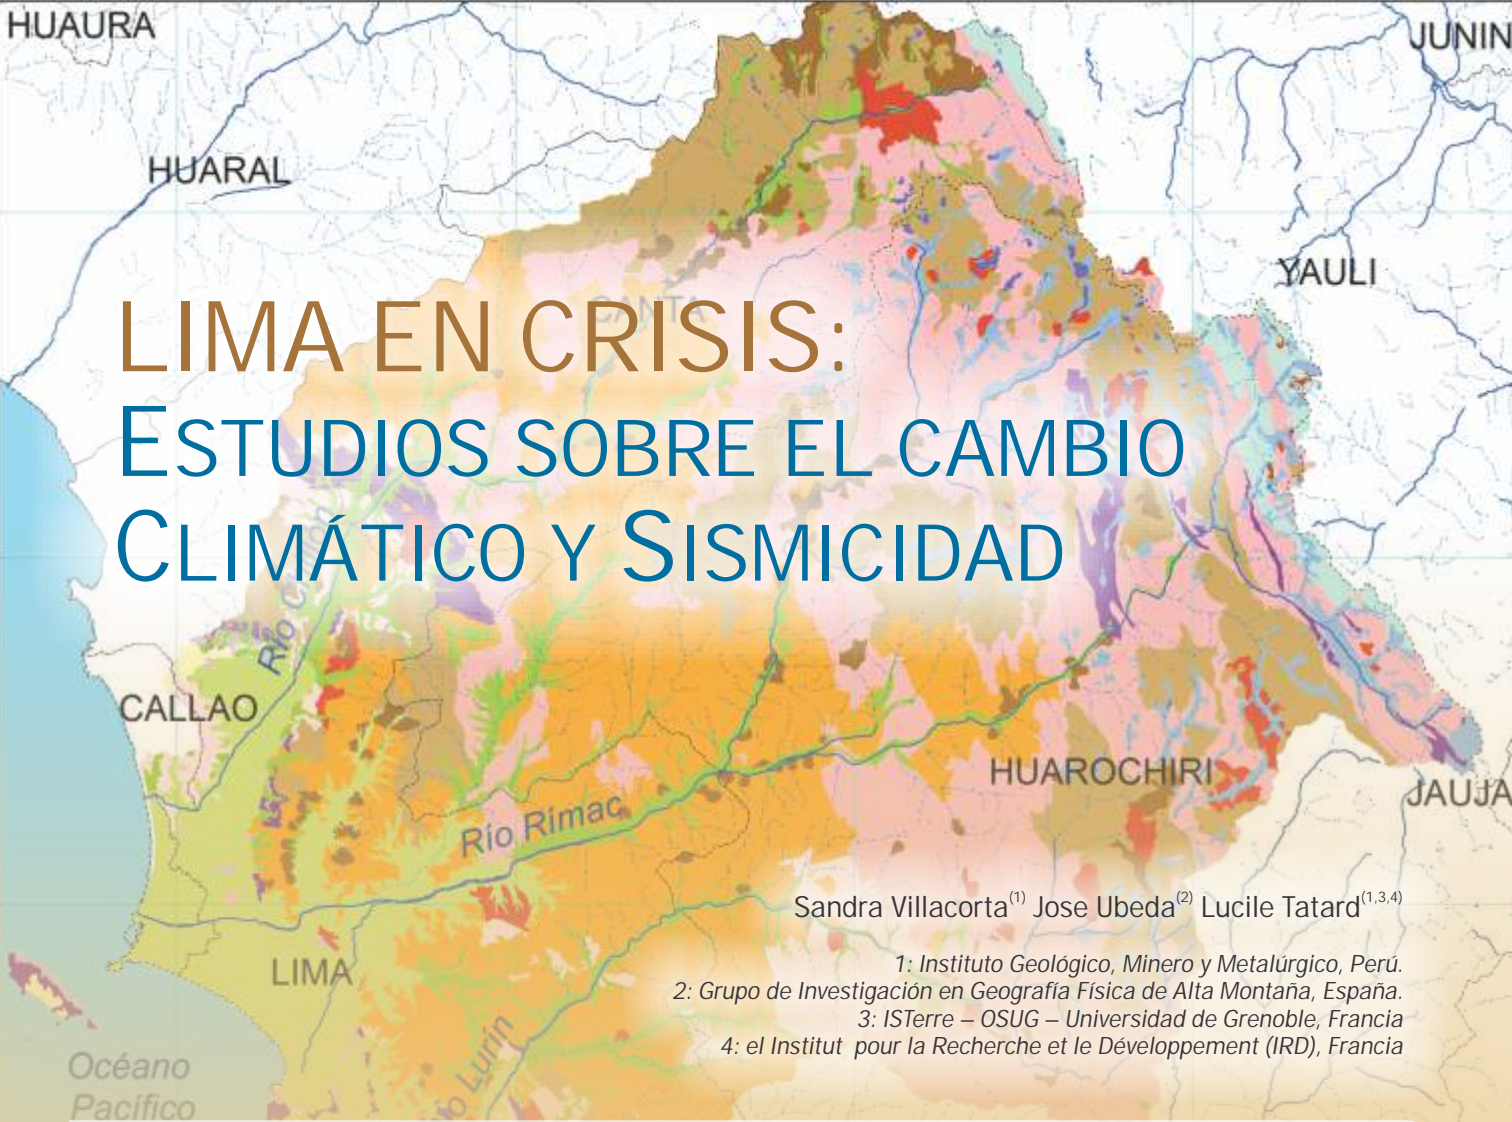 HUAURA
JUNIN
HUARAL
YAULI
CANTA
LIMA EN CRISIS:
ESTUDIOS SOBRE EL CAMBIO
CLIMÁTICO Y SISMICIDAD
Río
CALLAO
HUAROCHIRI
JAUJA
Río Rímac
Sandra Villacorta(1) Jose Ubeda(2) Lucile Tatard(1,3,4)
1: Instituto Geológico, Minero y Metalúrgico, Perú.
LIMA
2: Grupo de Investigación en Geografía Física de Alta Montaña, España.
3: ISTerre – OSUG – Universidad de Grenoble, Francia
4: el Institut pour la Recherche et le Développement (IRD), Francia
Lurín
Océano
Pacífico